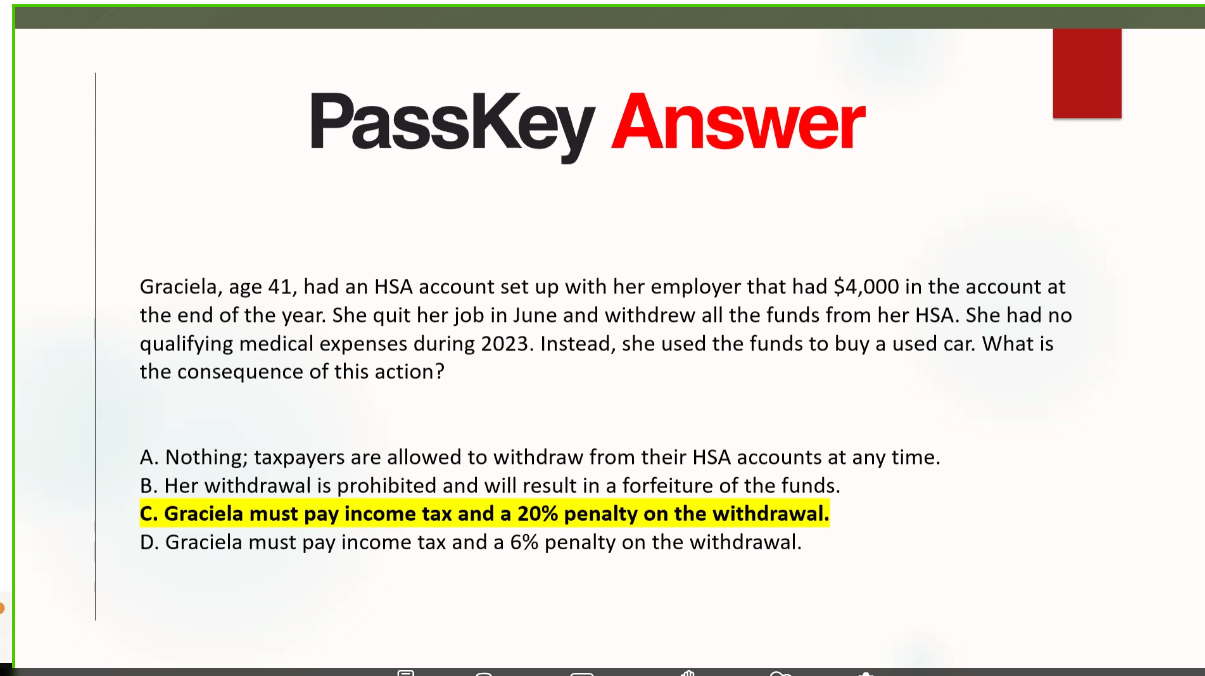 PassKey Answer
Graciela, age 41, had an HSA account set up with her employer that had $4,000 in the account at
the end of the year. She quit her job in June and withdrew all the funds from her HSA. She had no
qualifying medical expenses during 2023. Instead, she used the funds to buy a used car. What is
the consequence of this action?
A. Nothing; taxpayers are allowed to withdraw from their HSA accounts at any time.
B. Her withdrawal is prohibited and will result in a forfeiture of the funds.
C. Graciela must pay income tax and a 20% penalty on the withdrawal.
D. Graciela must pay income tax and a 6% penalty on the withdrawal.